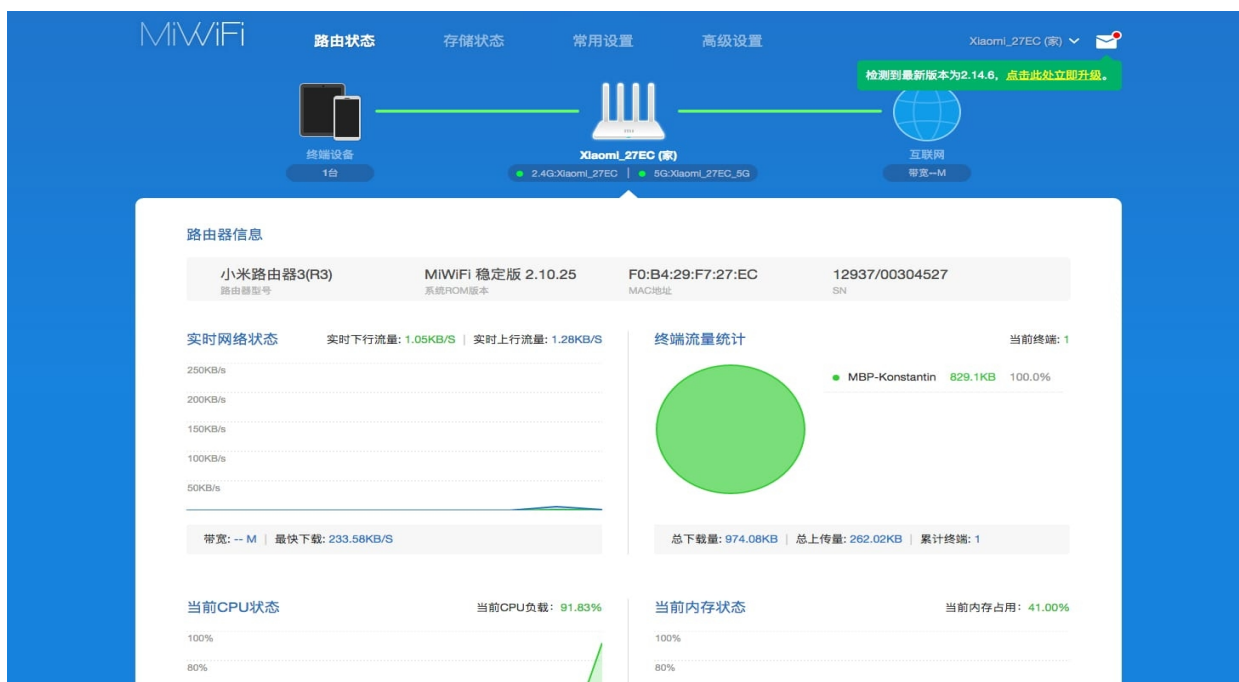 MiWiFi 路由状态 存储状态 常用设置 高级设置 Xiaomi_27EC (家)
检测到最新版本为2.14.6，点击此处立即升级。
终端设备 Xiaomi_27EC (家) 互联网
1台 2.4G:Xiaomi_27EC | 5G:Xiaomi_27EC_5G 带宽--M
路由器信息
小米路由器3(R3) MiWiFi 稳定版 2.10.25 F0:B4:29:F7:27:EC 12937/00304527
路由器型号 系统ROM版本 MAC地址 SN
实时网络状态 实时下行流量: 1.05KB/S | 实时上行流量: 1.28KB/S
250KB/s
200KB/s
150KB/s
100KB/s
50KB/s
带宽: -- M | 最快下载: 233.58KB/S
终端流量统计 当前终端: 1
MBP-Konstantin 829.1KB 100.0%
总下载量: 974.08KB | 总上传量: 262.02KB | 累计终端: 1
当前CPU状态 当前CPU负载: 91.83%
100%
80%
当前内存状态 当前内存占用: 41.00%
100%
80%